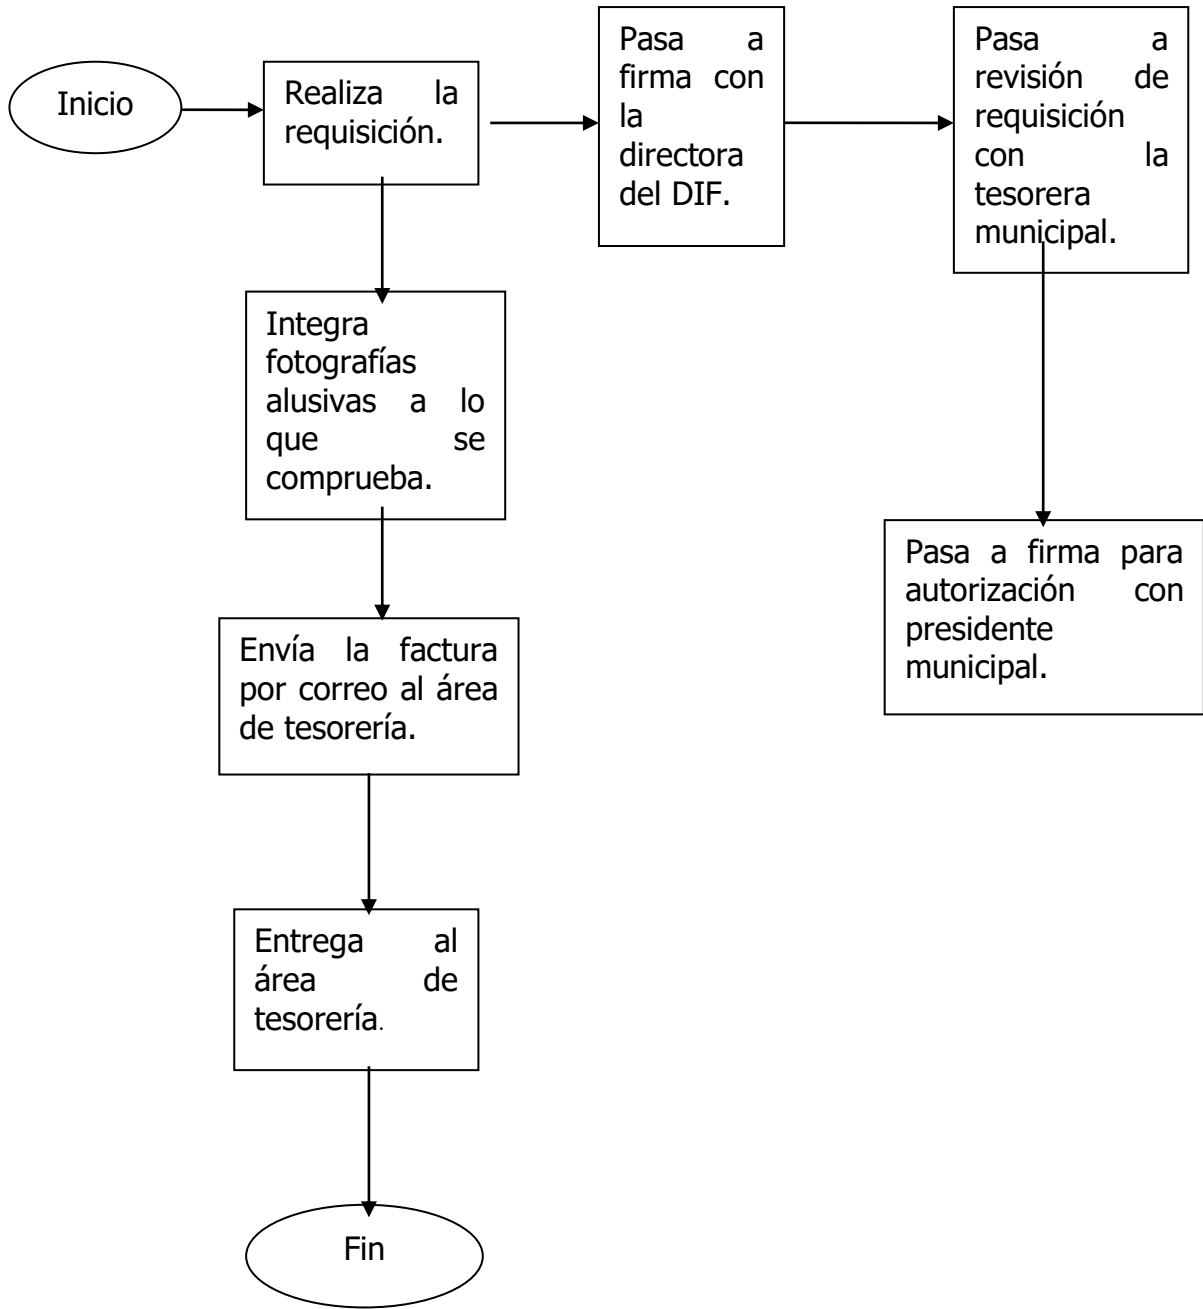 Inicio
Realiza la
requisición.
Pasa a
firma con
la
directora
del DIF.
Pasa a
revisión de
requisición
con la
tesorera
municipal.
Integra
fotografías
alusivas a lo
que se
comprueba.
Pasa a firma para
autorización con
presidente
municipal.
Envía la factura
por correo al área
de tesorería.
Entrega al
área de
tesorería.
Fin